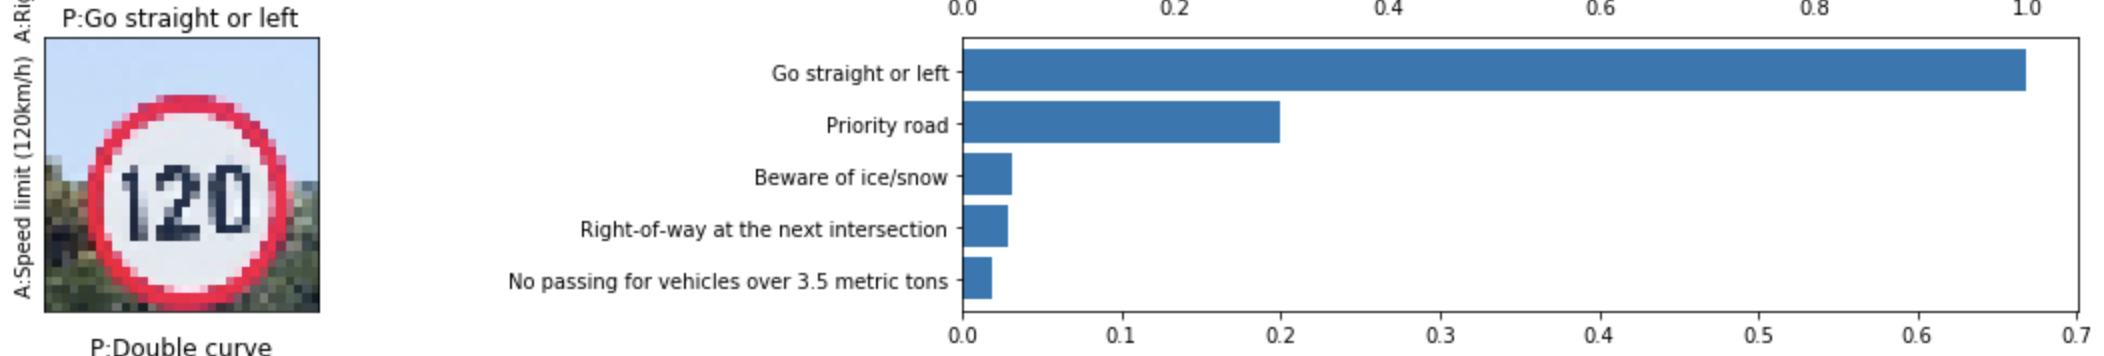 A:Rig
P:Go straight or left
0.0 0.2 0.4 0.6 0.8 1.0
A:Speed limit (120km/h)
120
Go straight or left
Priority road
Beware of ice/snow
Right-of-way at the next intersection
No passing for vehicles over 3.5 metric tons
0.0 0.1 0.2 0.3 0.4 0.5 0.6 0.7
P:Double curve